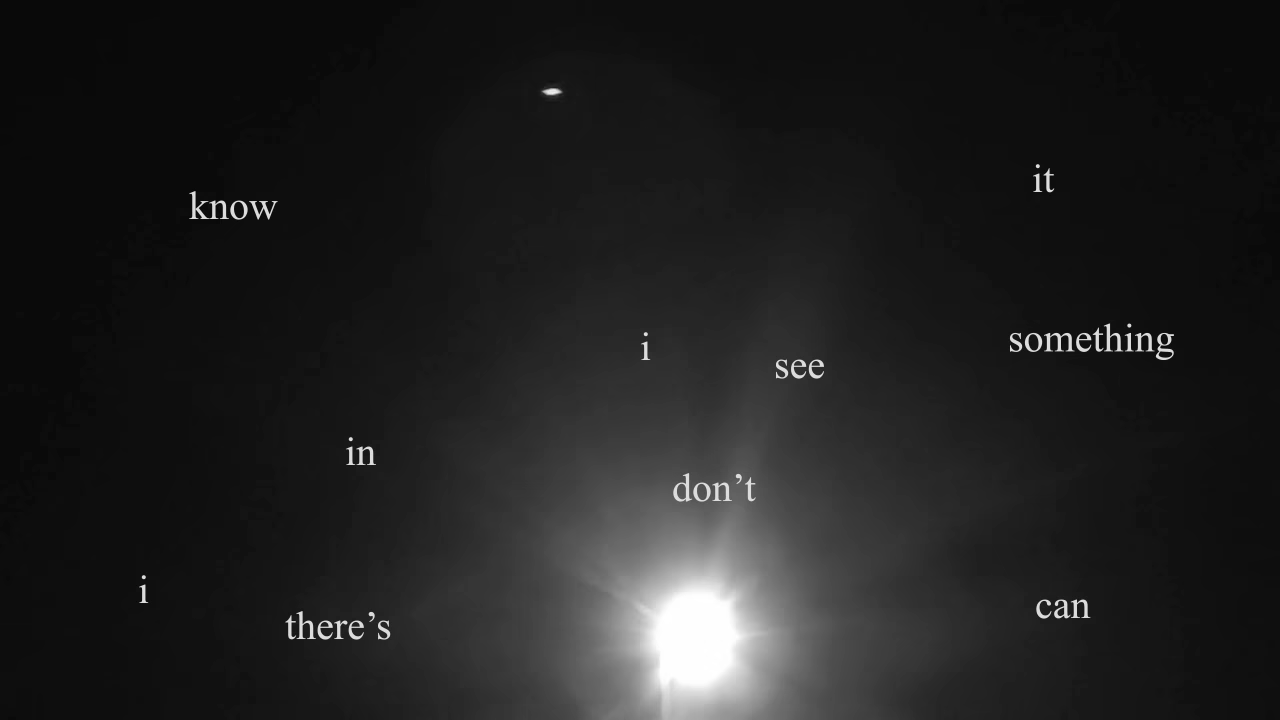 it
know
something
i
see
in
don’t
i
can
there’s